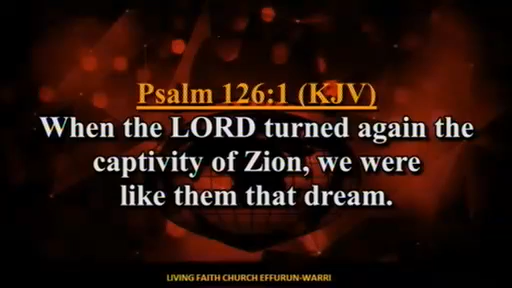 Psalm 126:1 (KJV)
When the LORD turned again the
captivity of Zion, we were
like them that dream.
LIVING FAITH CHURCH EFFURUN-WARRI